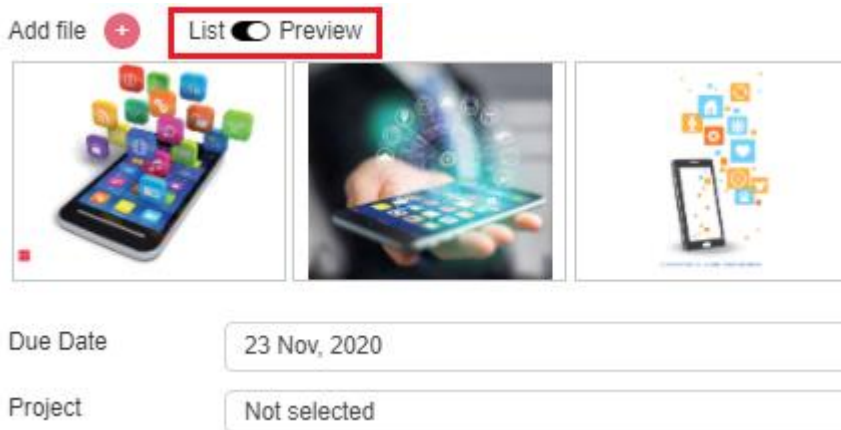 Add file + List Preview
Due Date 23 Nov, 2020
Project Not selected